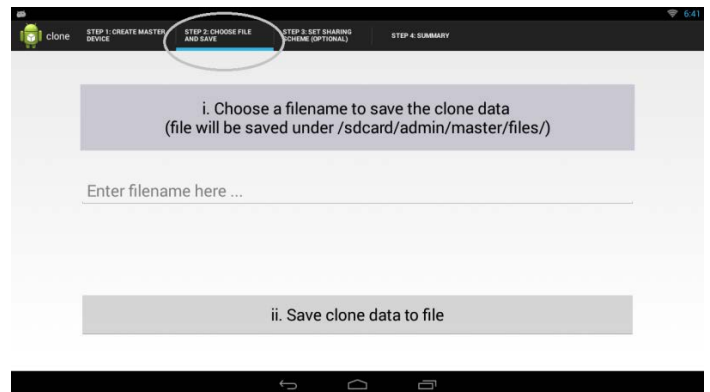 6:41
clone
STEP 1: CREATE MASTER
DEVICE
STEP 2: CHOOSE FILE
AND SAVE
STEP 3: SET SHARING
SCHEME (OPTIONAL)
STEP 4: SUMMARY
i. Choose a filename to save the clone data
(file will be saved under /sdcard/admin/master/files/)
Enter filename here ...
ii. Save clone data to file